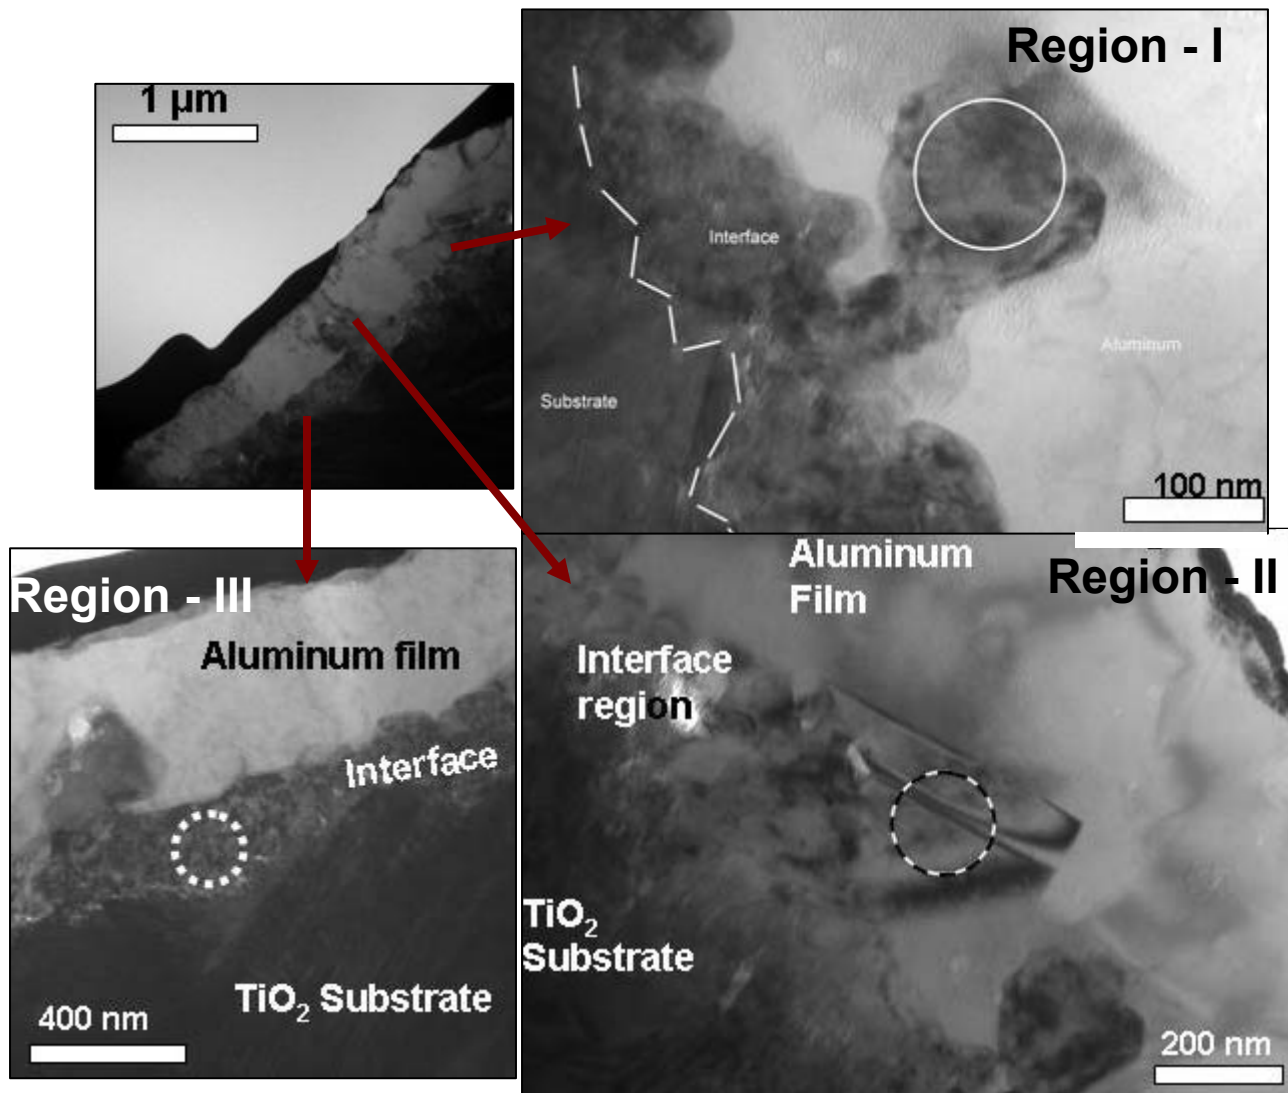 1 µm
Region - I
Interface
Substrate
Aluminum
100 nm
Region - III
Aluminum film
Interface
TiO₂ Substrate
400 nm
Aluminum
Film
Region - II
Interface
region
TiO₂
Substrate
200 nm